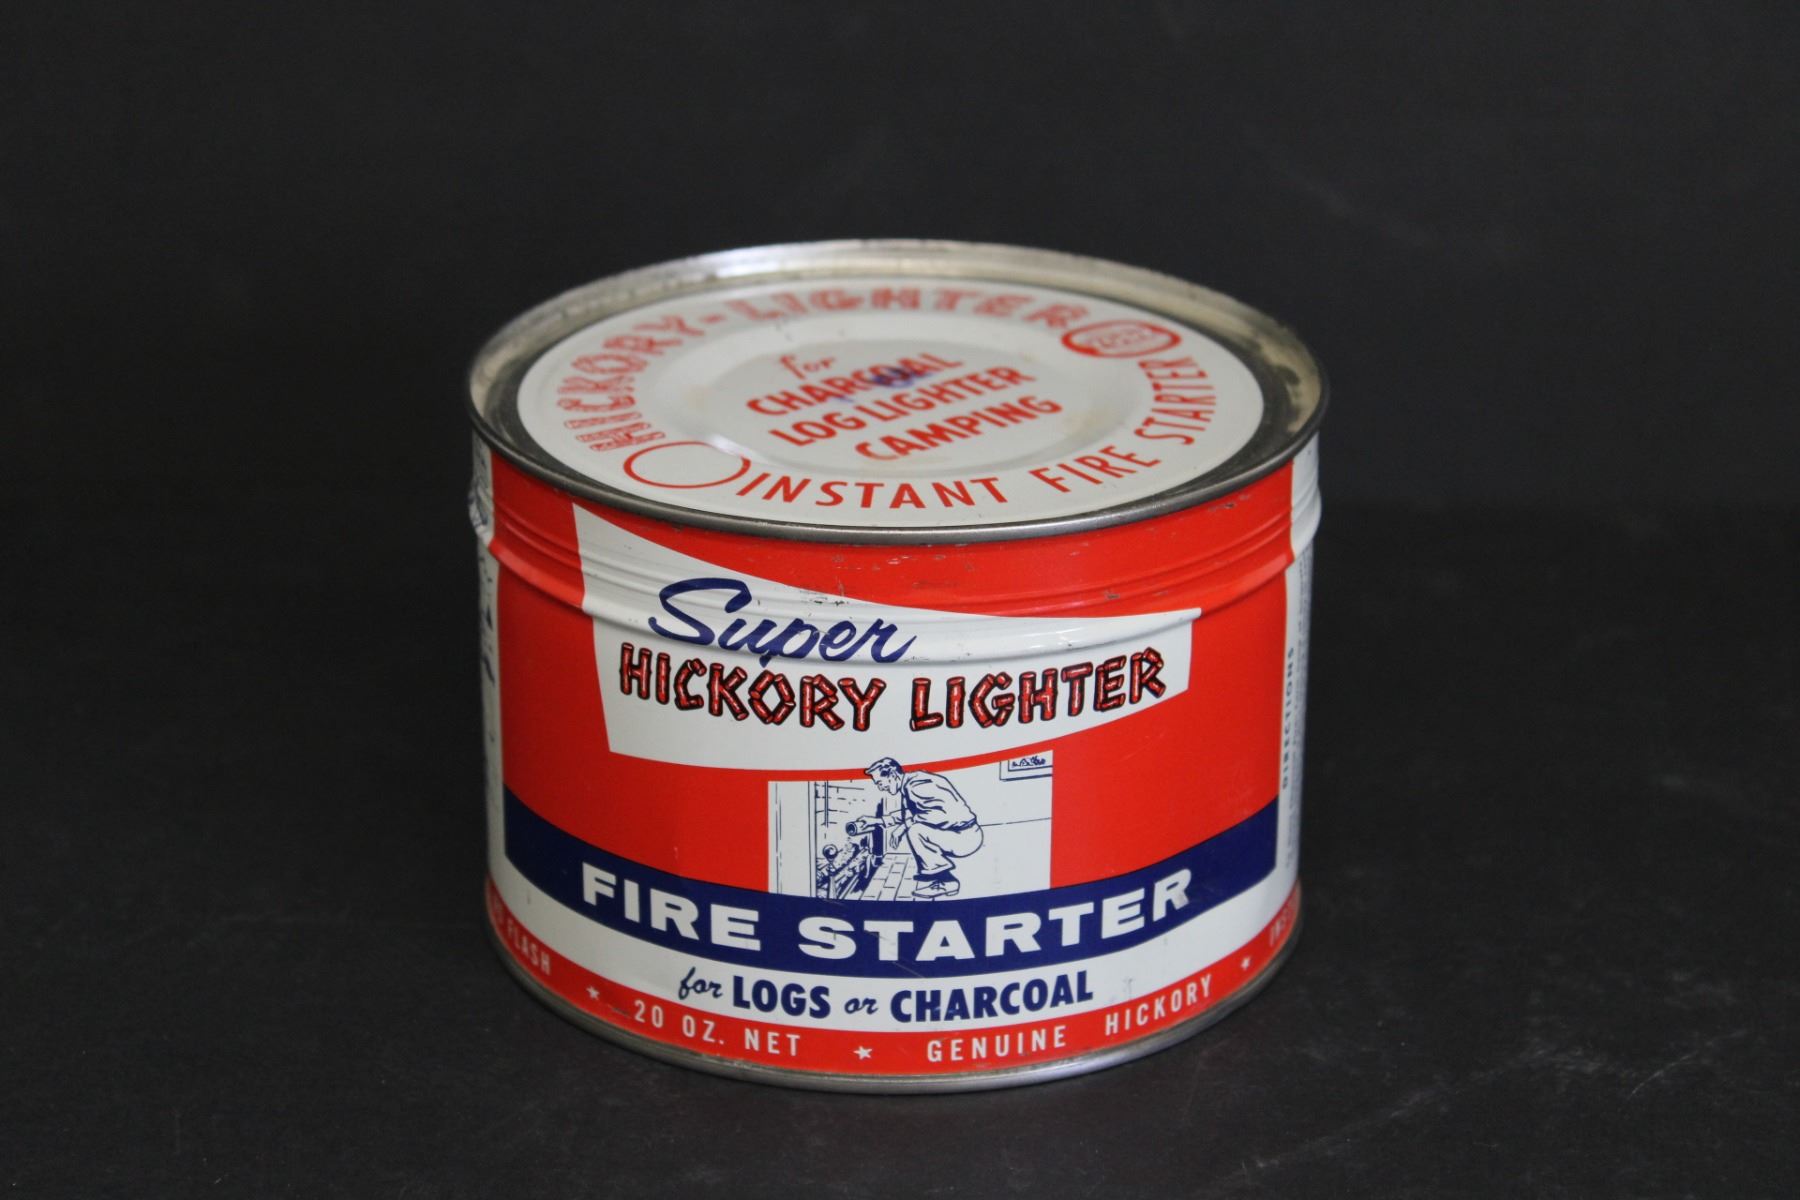 HICKORY-LIGHTER
for
CHARCOAL
LOG LIGHTER
CAMPING
INSTANT FIRE STARTER
Super
HICKORY LIGHTER
FIRE STARTER
for LOGS or CHARCOAL
FLASH ★ 20 OZ. NET ★ GENUINE HICKORY ★
DIRECTIONS